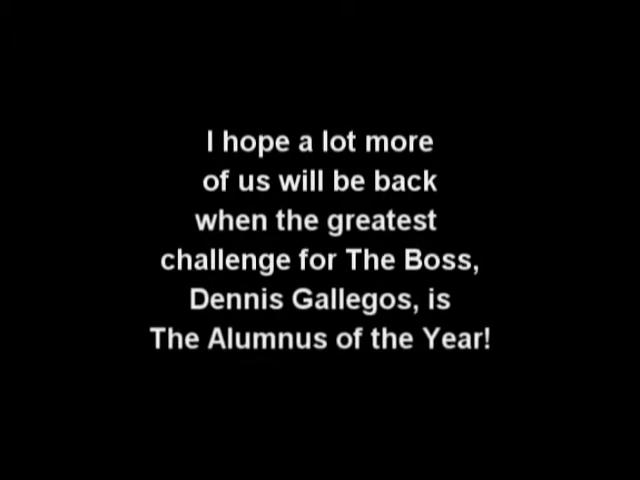 I hope a lot more
of us will be back
when the greatest
challenge for The Boss,
Dennis Gallegos, is
The Alumnus of the Year!